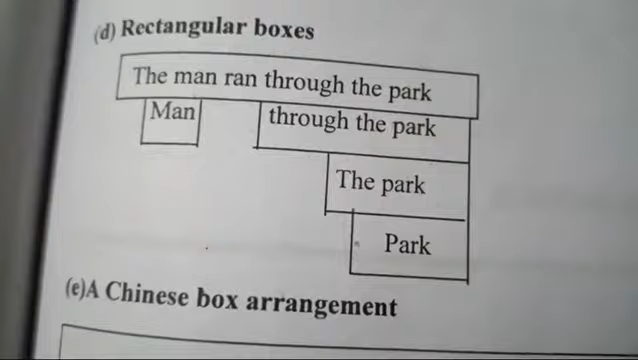 (d) Rectangular boxes
The man ran through the park
Man
through the park
The park
Park
(e)A Chinese box arrangement